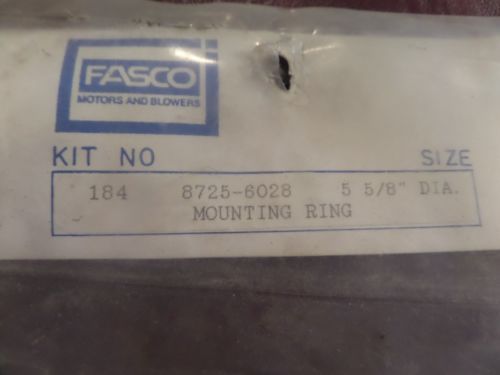 FASCO
MOTORS AND BLOWERS
KIT NO SIZE
184 8725-6028 5 5/8" DIA.
MOUNTING RING